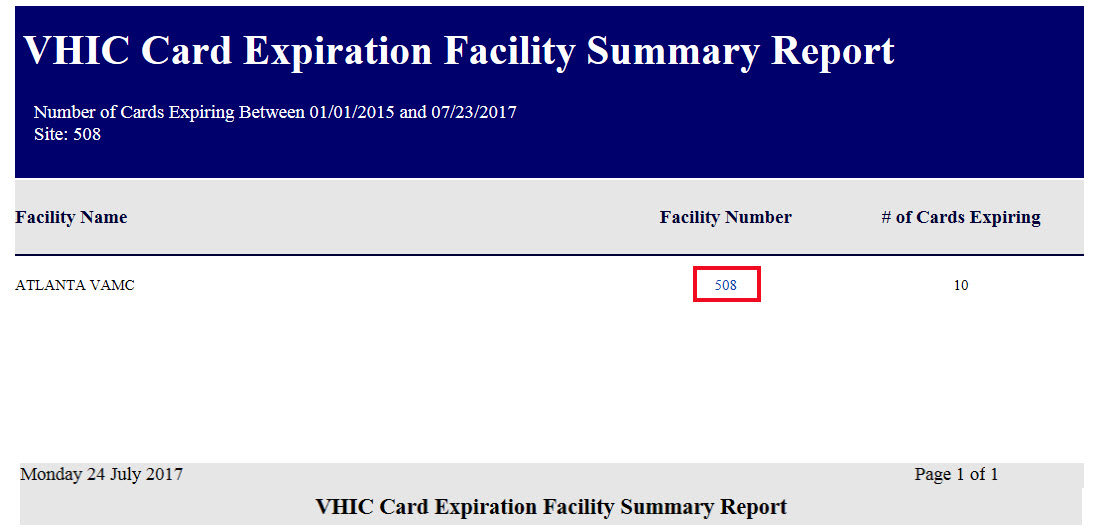 VHIC Card Expiration Facility Summary Report
Number of Cards Expiring Between 01/01/2015 and 07/23/2017
Site: 508
Facility Name Facility Number # of Cards Expiring
ATLANTA VAMC 508 10
Monday 24 July 2017 Page 1 of 1
VHIC Card Expiration Facility Summary Report